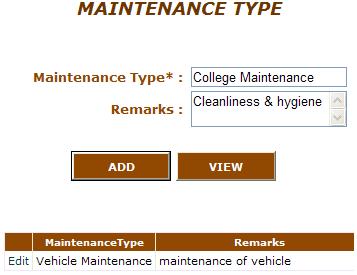 MAINTENANCE TYPE
Maintenance Type* : College Maintenance
Remarks : Cleanliness & hygiene
ADD VIEW
MaintenanceType Remarks
Edit Vehicle Maintenance maintenance of vehicle